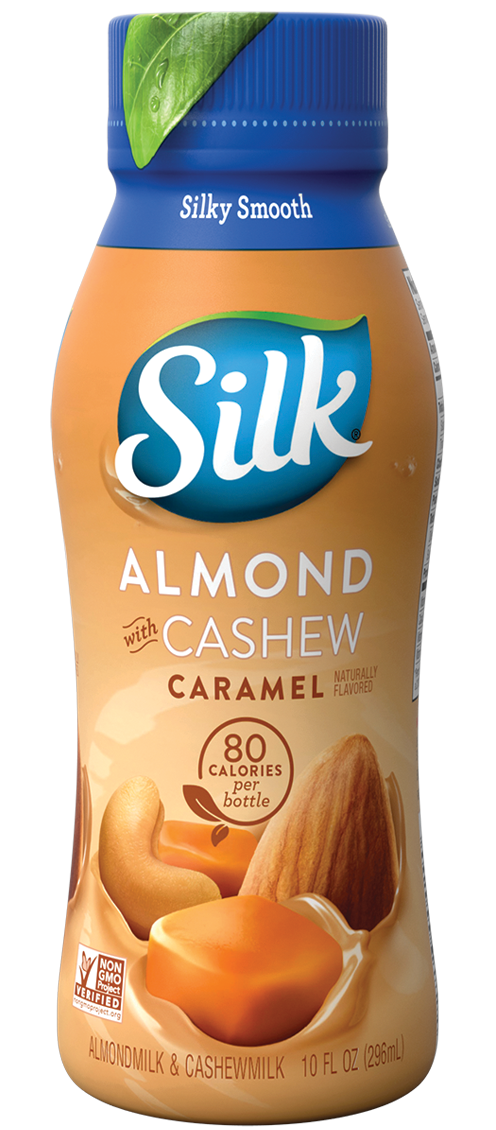 Silky Smooth
Silk®
ALMOND
with CASHEW
CARAMEL NATURALLY FLAVORED
80
CALORIES
per
bottle
NON
GMO
Project
VERIFIED
nongmoproject.org
ALMONDMILK & CASHEWMILK 10 FL OZ (296mL)